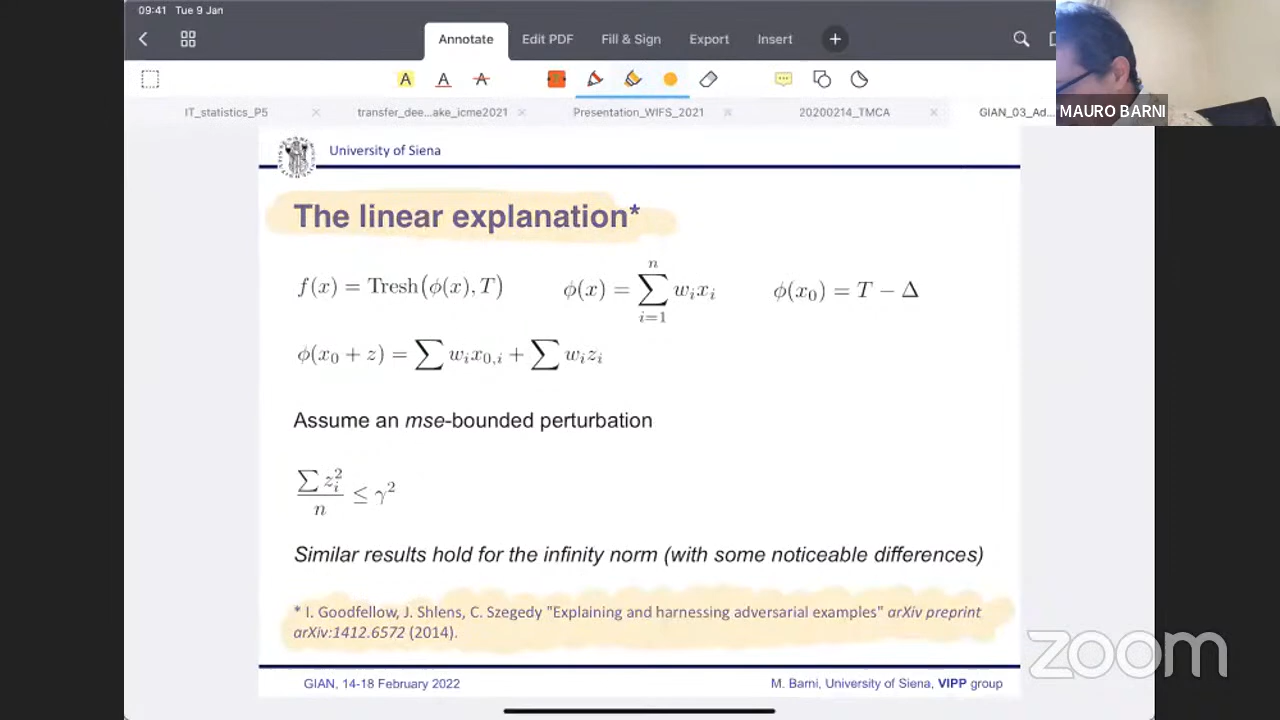 09:41 Tue 9 Jan
Annotate Edit PDF Fill & Sign Export Insert +
A A A T
IT_statistics_P5 × transfer_dee...ake_icme2021 × Presentation_WIFS_2021 × 20200214_TMCA × GIAN_03_Ad
MAURO BARNI
University of Siena
The linear explanation*
f(x) = Tresh(ϕ(x), T) ϕ(x) = ∑_{i=1}^{n} w_i x_i ϕ(x_0) = T − Δ
ϕ(x_0 + z) = ∑ w_i x_{0,i} + ∑ w_i z_i
Assume an mse-bounded perturbation
∑ z_i^2 / n ≤ γ^2
Similar results hold for the infinity norm (with some noticeable differences)
* I. Goodfellow, J. Shlens, C. Szegedy "Explaining and harnessing adversarial examples" arXiv preprint
arXiv:1412.6572 (2014).
GIAN, 14-18 February 2022 M. Barni, University of Siena, VIPP group
zoom